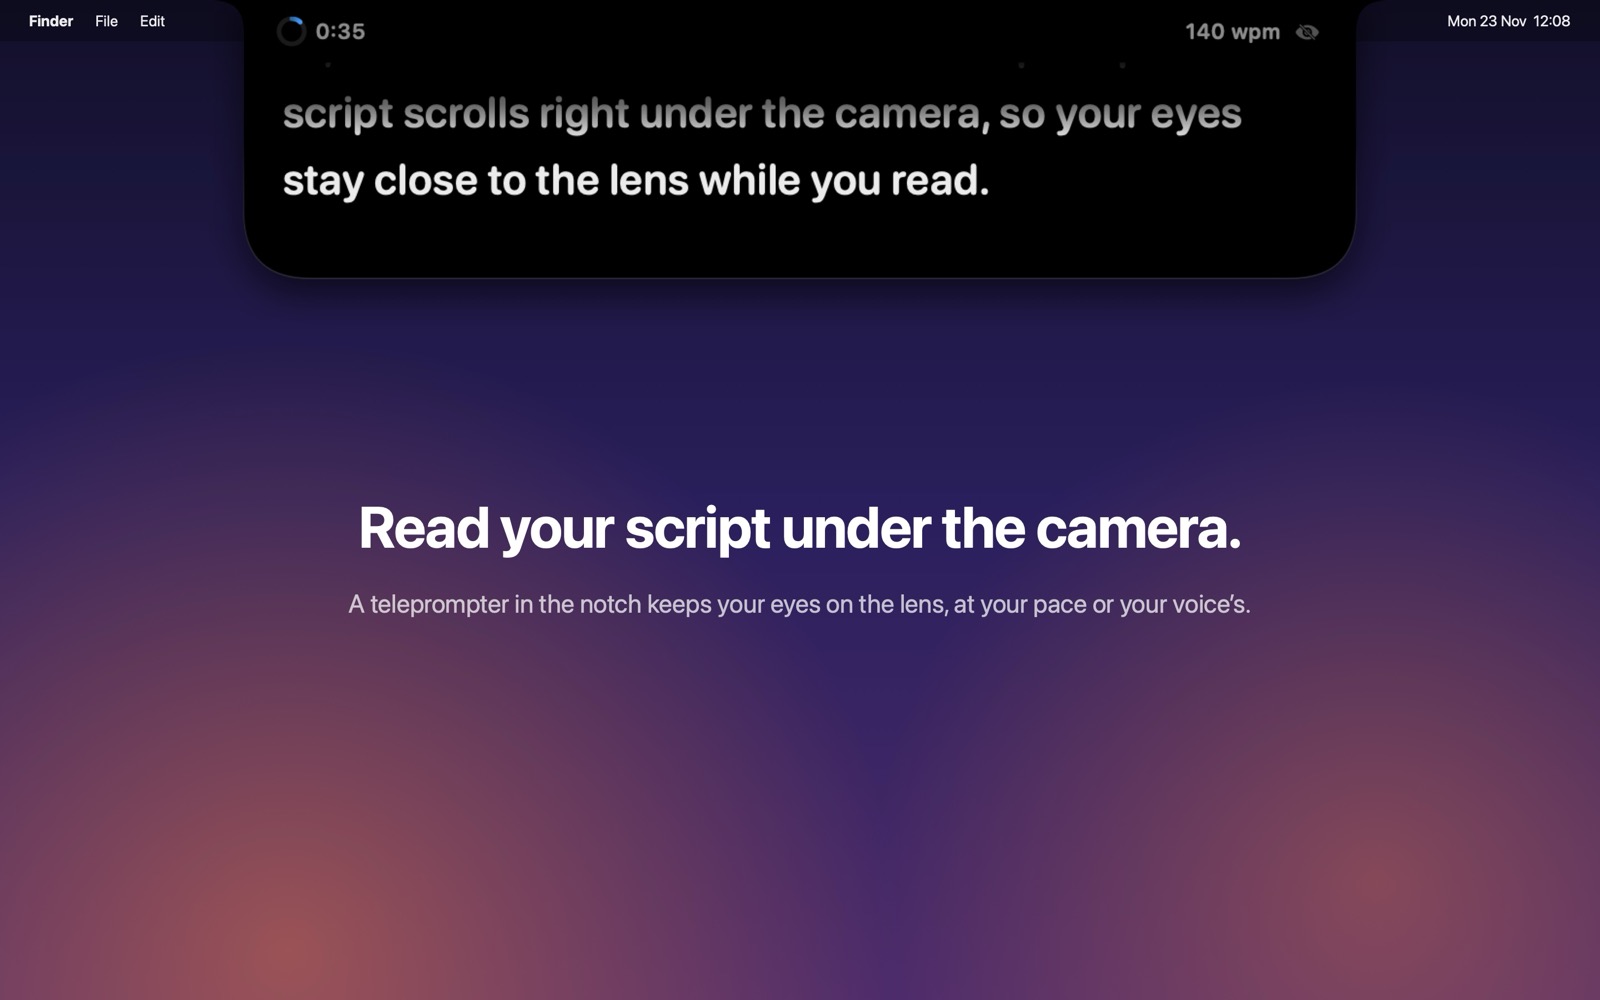 Finder File Edit
Mon 23 Nov 12:08
0:35
140 wpm
script scrolls right under the camera, so your eyes
stay close to the lens while you read.
Read your script under the camera.
A teleprompter in the notch keeps your eyes on the lens, at your pace or your voice’s.